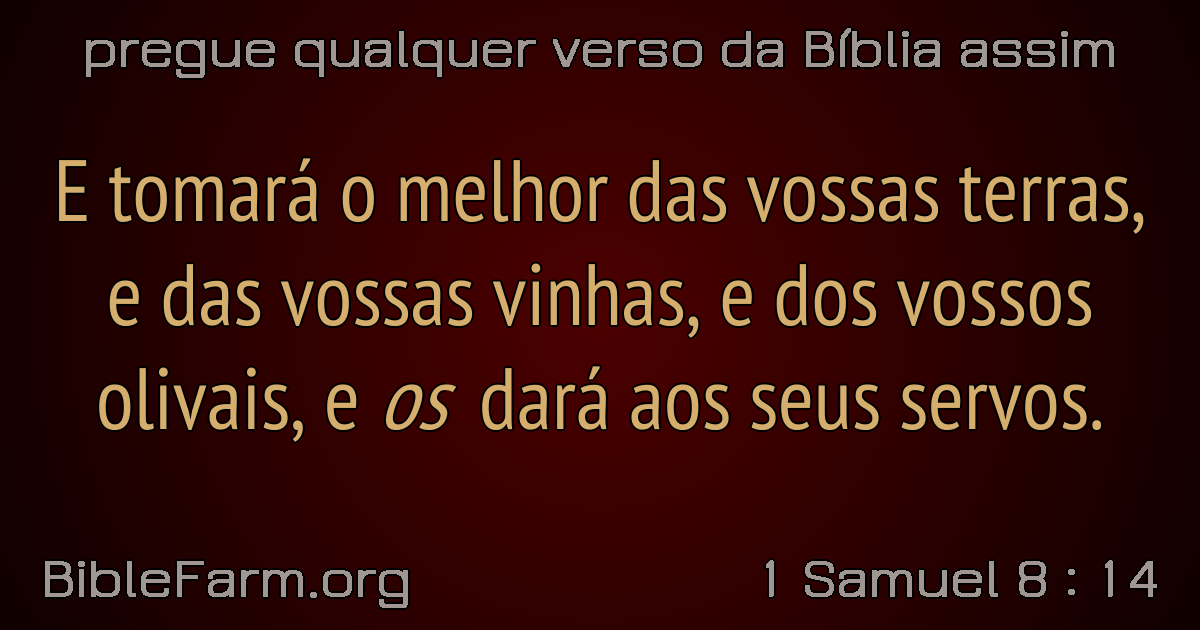 pregue qualquer verso da Bíblia assim
E tomará o melhor das vossas terras,
e das vossas vinhas, e dos vossos
olivais, e os dará aos seus servos.
BibleFarm.org
1 Samuel 8 : 14